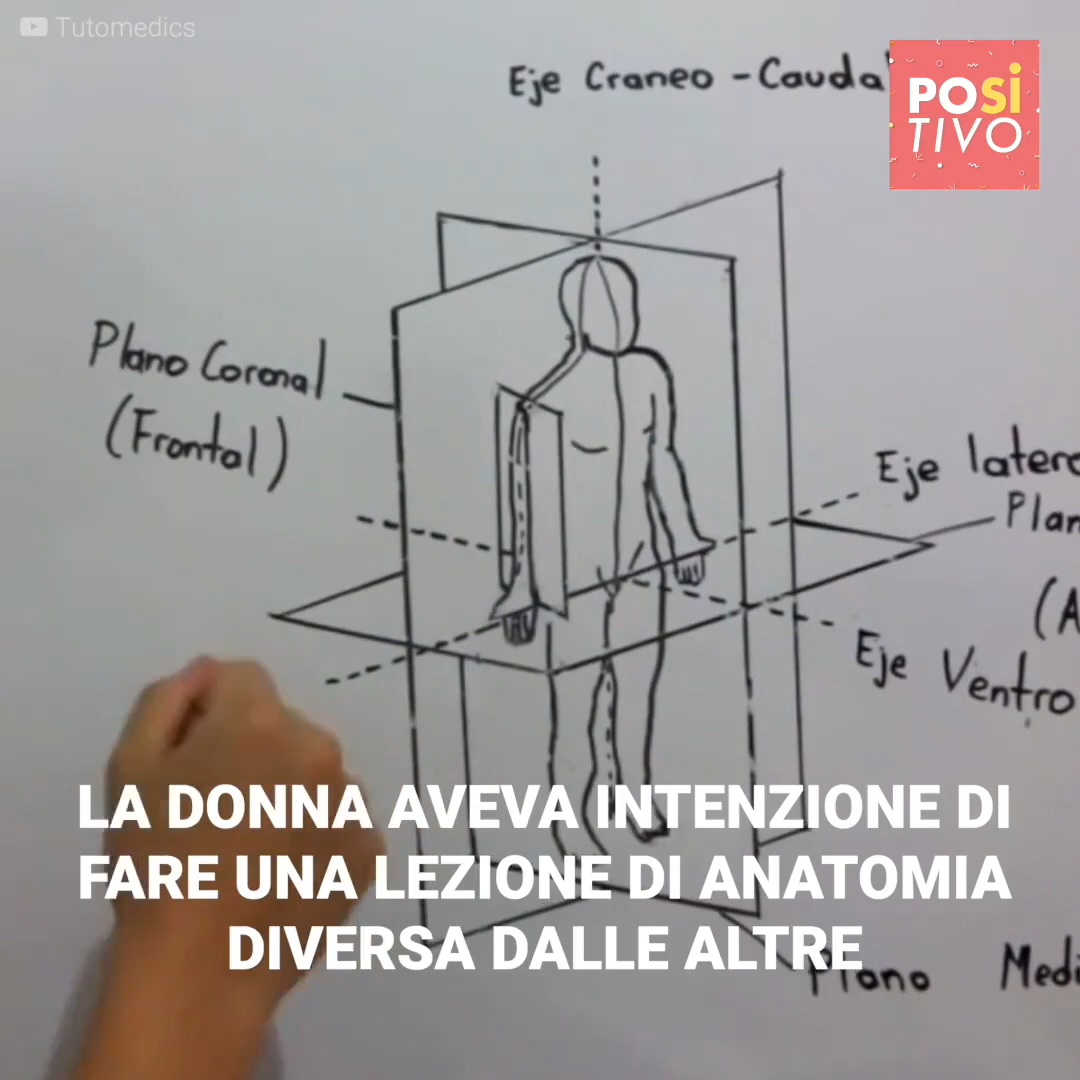 Tutomedics
Eje Craneo - Cauda
POSI
TIVO
Plano Coronal
(Frontal)
Eje latera
Plan
(A
Eje Ventro
LA DONNA AVEVA INTENZIONE DI
FARE UNA LEZIONE DI ANATOMIA
DIVERSA DALLE ALTRE
Plano Medi